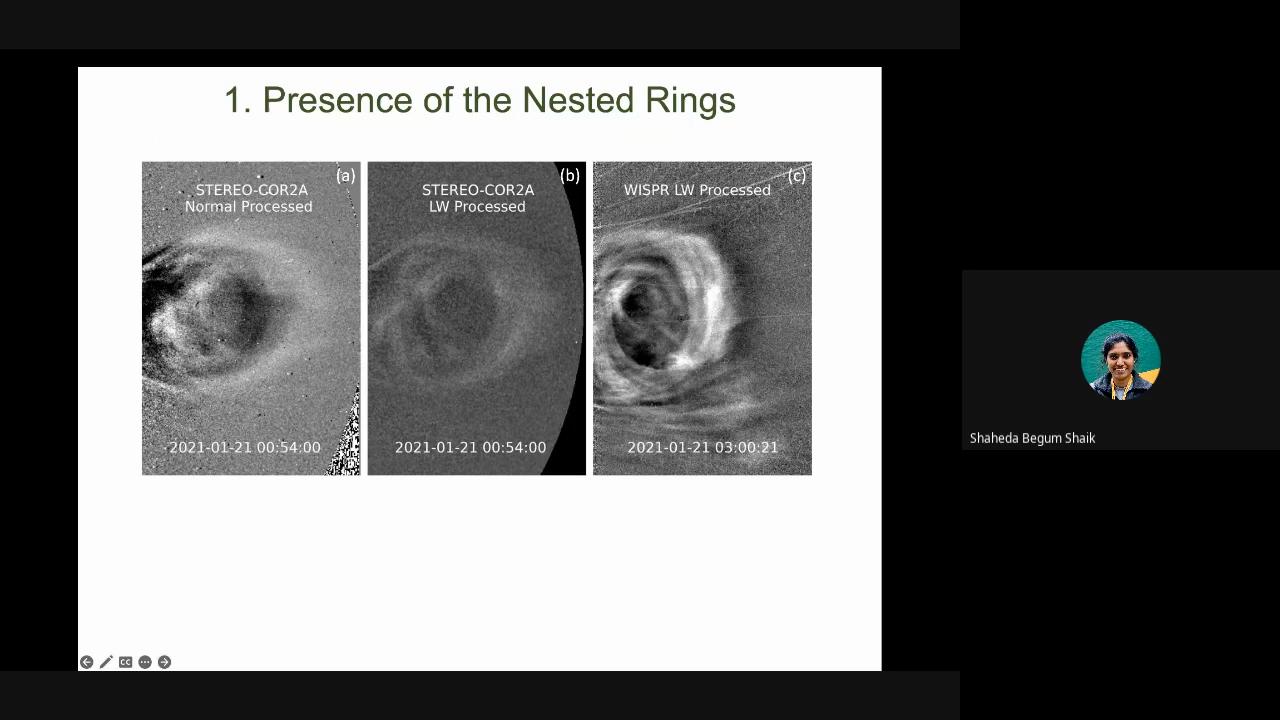 1. Presence of the Nested Rings
(a)
STEREO-COR2A
Normal Processed
2021-01-21 00:54:00
(b)
STEREO-COR2A
LW Processed
2021-01-21 00:54:00
(c)
WISPR LW Processed
2021-01-21 03:00:21
CC
Shaheda Begum Shaik